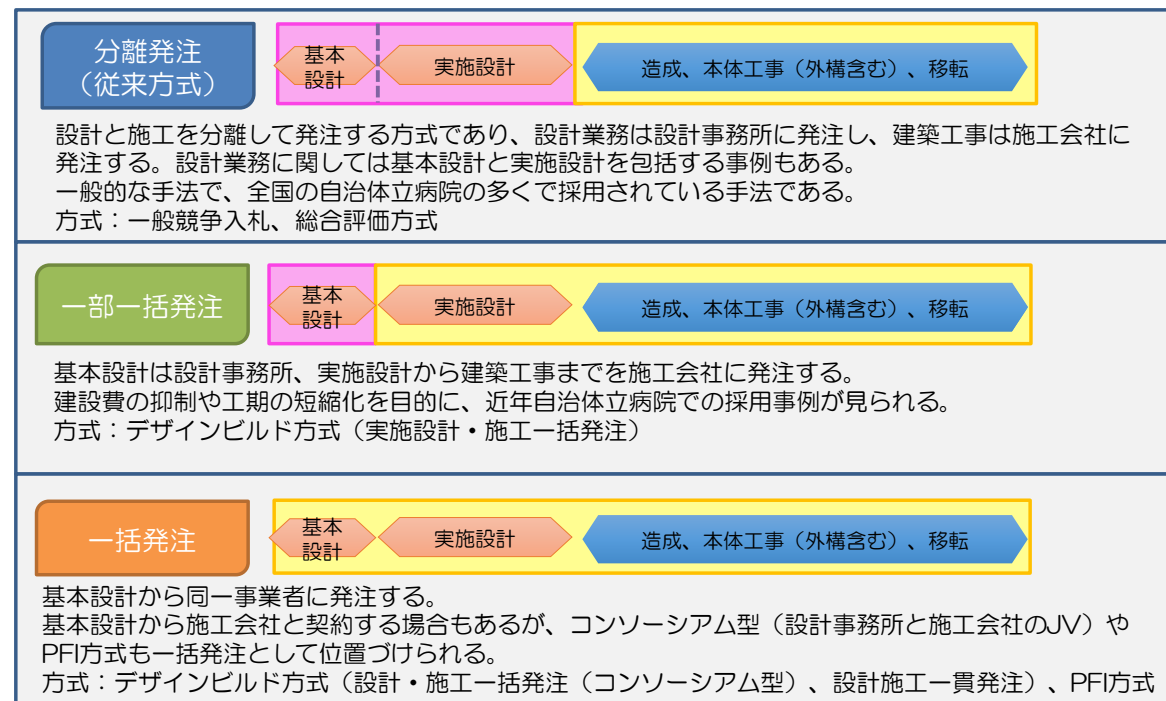 分離発注
（従来方式）
基本
設計
実施設計
造成、本体工事（外構含む）、移転
設計と施工を分離して発注する方式であり、設計業務は設計事務所に発注し、建築工事は施工会社に
発注する。設計業務に関しては基本設計と実施設計を包括する事例もある。
一般的な手法で、全国の自治体立病院の多くで採用されている手法である。
方式：一般競争入札、総合評価方式
一部一括発注
基本
設計
実施設計
造成、本体工事（外構含む）、移転
基本設計は設計事務所、実施設計から建築工事までを施工会社に発注する。
建設費の抑制や工期の短縮化を目的に、近年自治体立病院での採用事例が見られる。
方式：デザインビルド方式（実施設計・施工一括発注）
一括発注
基本
設計
実施設計
造成、本体工事（外構含む）、移転
基本設計から同一事業者に発注する。
基本設計から施工会社と契約する場合もあるが、コンソーシアム型（設計事務所と施工会社のJV）や
PFI方式も一括発注として位置づけられる。
方式：デザインビルド方式（設計・施工一括発注（コンソーシアム型）、設計施工一貫発注）、PFI方式